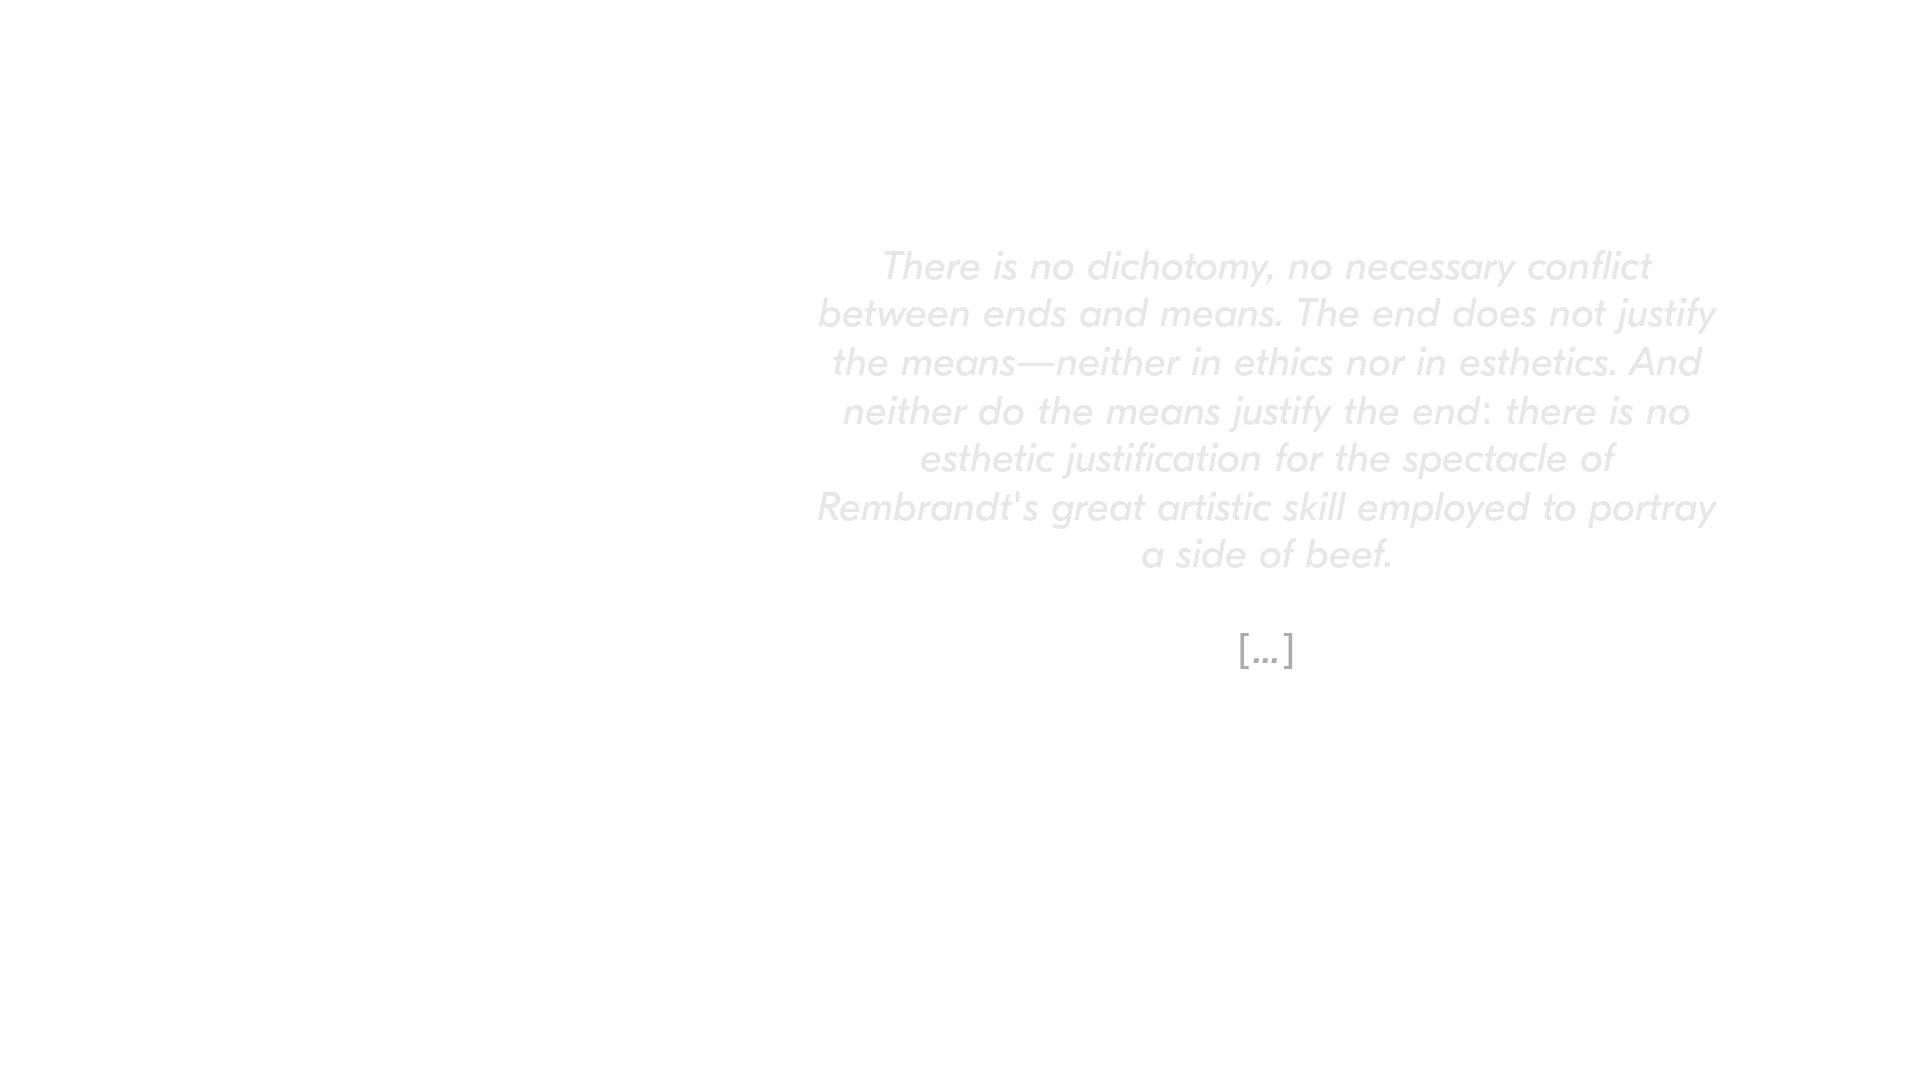 There is no dichotomy, no necessary conflict
between ends and means. The end does not justify
the means—neither in ethics nor in esthetics. And
neither do the means justify the end: there is no
esthetic justification for the spectacle of
Rembrandt's great artistic skill employed to portray
a side of beef.
[...]